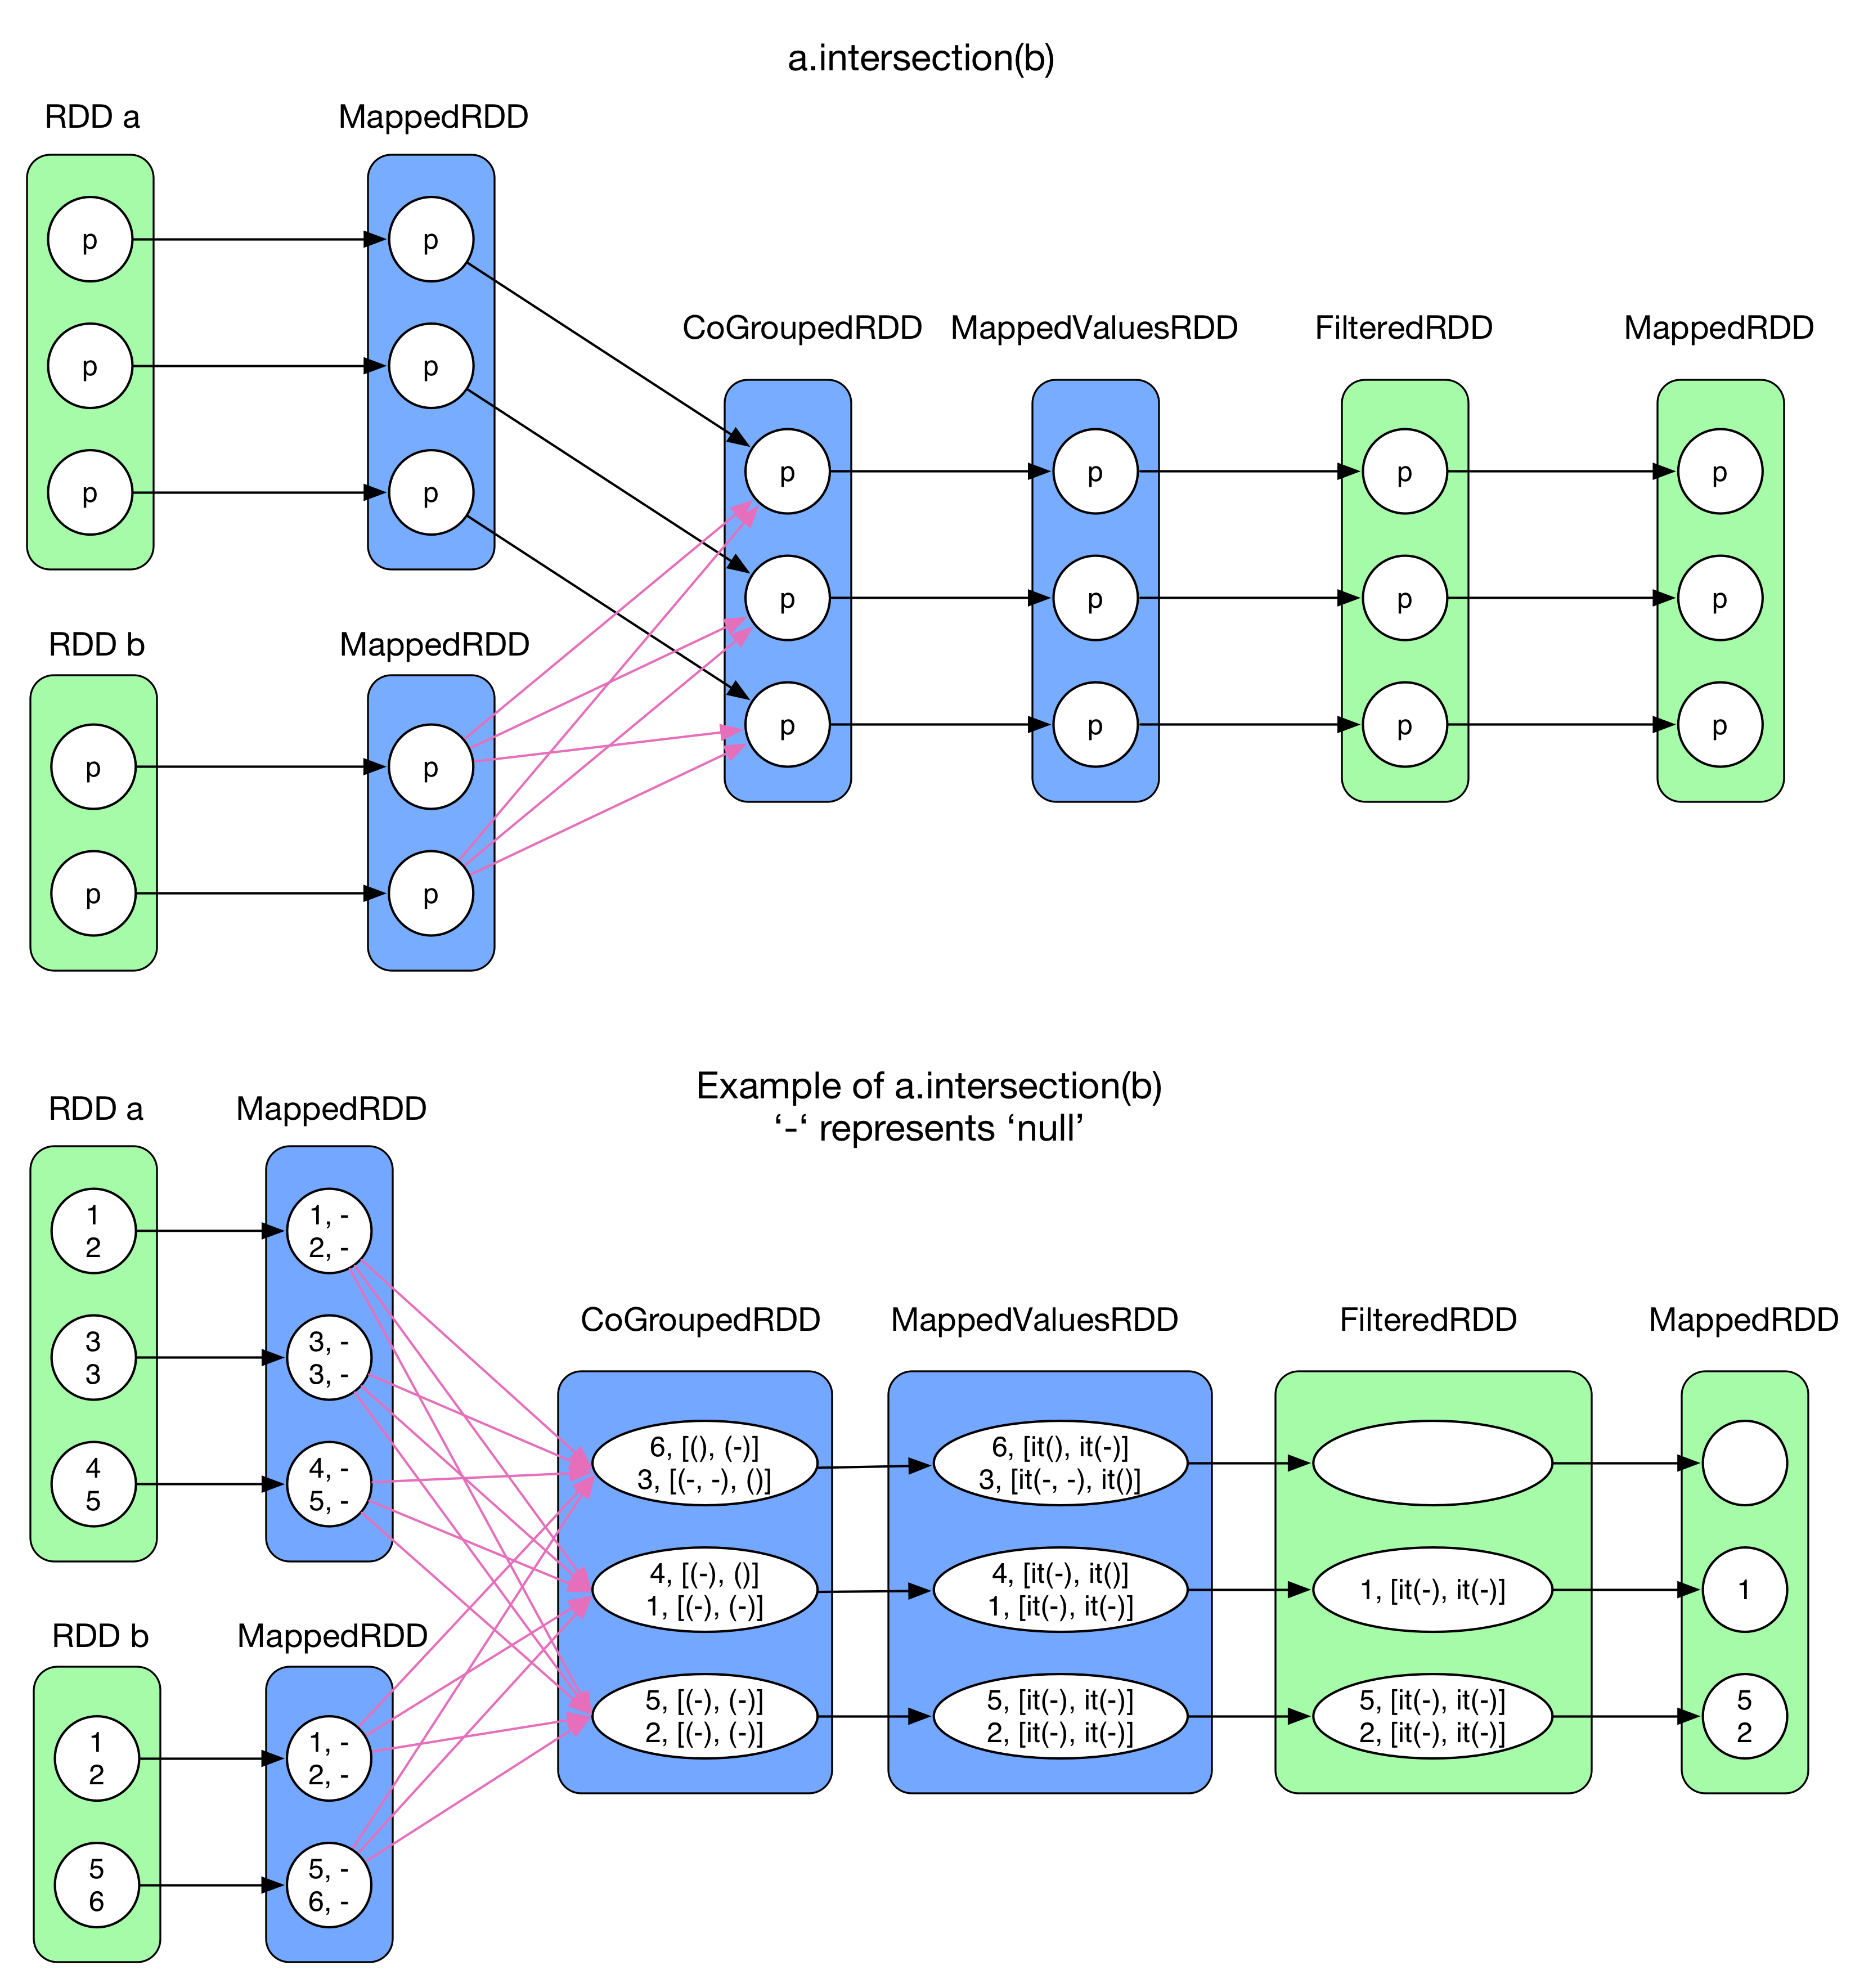 a.intersection(b)
RDD a
MappedRDD
p
p
p
p
p
p
CoGroupedRDD
MappedValuesRDD
FilteredRDD
MappedRDD
p
p
p
p
p
p
p
p
p
p
p
p
RDD b
MappedRDD
p
p
p
p
Example of a.intersection(b)
‘-‘ represents ‘null’
RDD a
MappedRDD
1
2
1, -
2, -
3
3
3, -
3, -
4
5
4, -
5, -
CoGroupedRDD
MappedValuesRDD
FilteredRDD
MappedRDD
6, [(), (-)]
3, [(-, -), ()]
6, [it(), it(-)]
3, [it(-, -), it()]
4, [(-), ()]
1, [(-), (-)]
4, [it(-), it()]
1, [it(-), it(-)]
1, [it(-), it(-)]
1
5, [(-), (-)]
2, [(-), (-)]
5, [it(-), it(-)]
2, [it(-), it(-)]
5, [it(-), it(-)]
2, [it(-), it(-)]
5
2
RDD b
MappedRDD
1
2
1, -
2, -
5
6
5, -
6, -